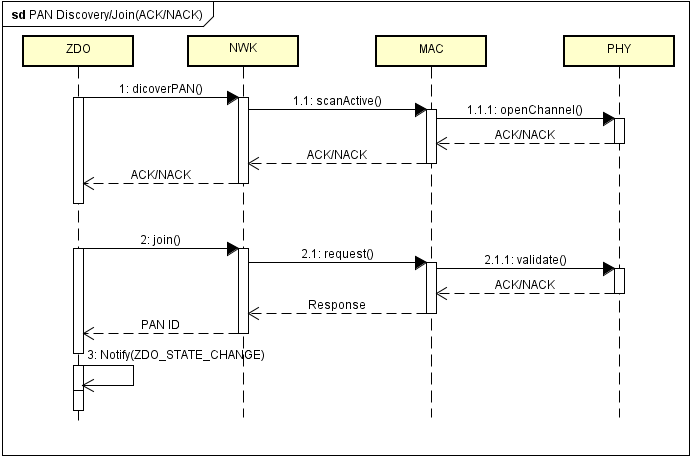 sd PAN Discovery/Join(ACK/NACK)
ZDO
NWK
MAC
PHY
1: dicoverPAN()
1.1: scanActive()
1.1.1: openChannel()
ACK/NACK
ACK/NACK
ACK/NACK
2: join()
2.1: request()
2.1.1: validate()
ACK/NACK
Response
PAN ID
3: Notify(ZDO_STATE_CHANGE)